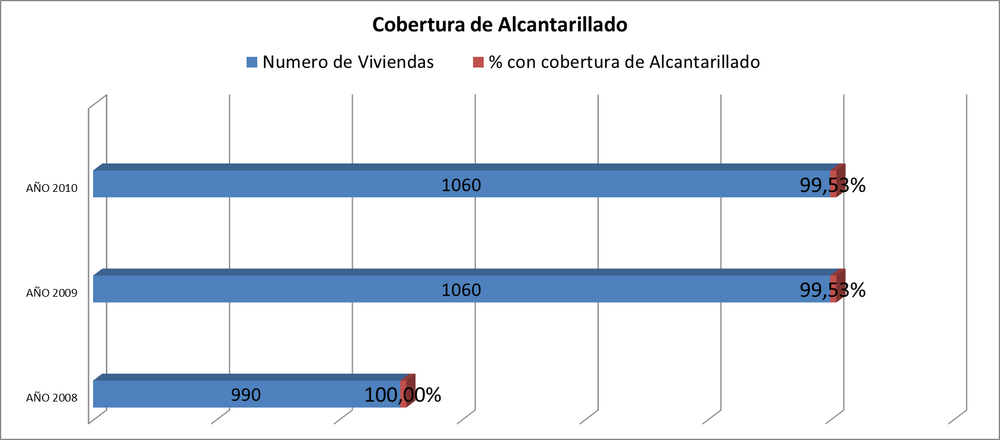 Cobertura de Alcantarillado
Numero de Viviendas % con cobertura de Alcantarillado
AÑO 2010 1060 99,53%
AÑO 2009 1060 99,53%
AÑO 2008 990 100,00%